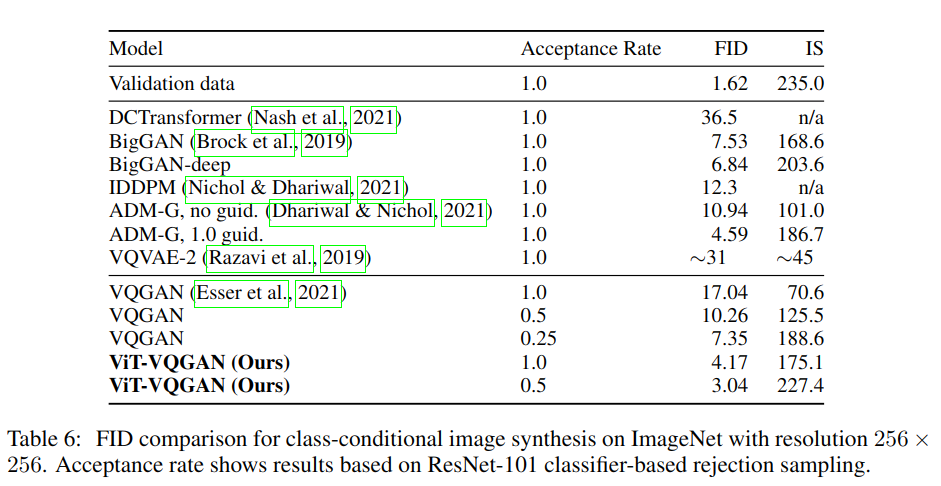 Model Acceptance Rate FID IS
Validation data 1.0 1.62 235.0
DCTransformer (Nash et al., 2021) 1.0 36.5 n/a
BigGAN (Brock et al., 2019) 1.0 7.53 168.6
BigGAN-deep 1.0 6.84 203.6
IDDPM (Nichol & Dhariwal, 2021) 1.0 12.3 n/a
ADM-G, no guid. (Dhariwal & Nichol, 2021) 1.0 10.94 101.0
ADM-G, 1.0 guid. 1.0 4.59 186.7
VQVAE-2 (Razavi et al., 2019) 1.0 ∼31 ∼45
VQGAN (Esser et al., 2021) 1.0 17.04 70.6
VQGAN 0.5 10.26 125.5
VQGAN 0.25 7.35 188.6
ViT-VQGAN (Ours) 1.0 4.17 175.1
ViT-VQGAN (Ours) 0.5 3.04 227.4
Table 6: FID comparison for class-conditional image synthesis on ImageNet with resolution 256 ×
256. Acceptance rate shows results based on ResNet-101 classifier-based rejection sampling.